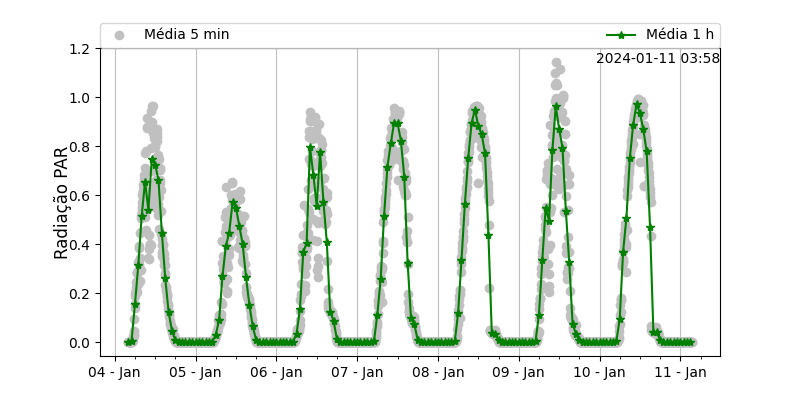 Média 5 min
Média 1 h
2024-01-11 03:58
Radiação PAR
1.2
1.0
0.8
0.6
0.4
0.2
0.0
04 - Jan
05 - Jan
06 - Jan
07 - Jan
08 - Jan
09 - Jan
10 - Jan
11 - Jan